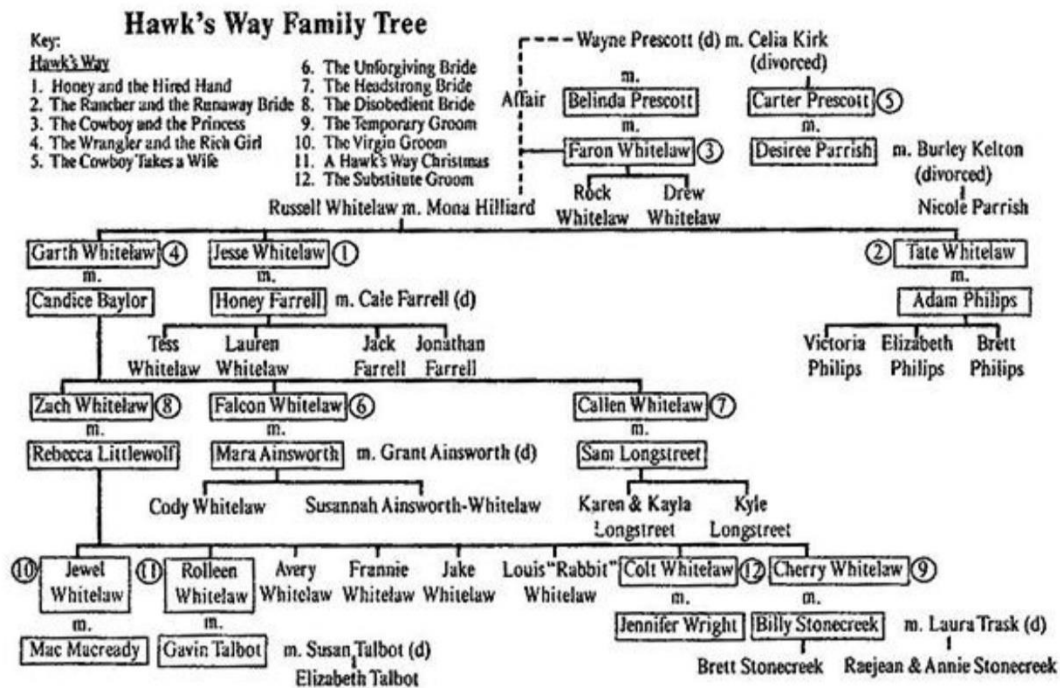 Hawk's Way Family Tree
Key:
Hawk's Way
1. Honey and the Hired Hand
2. The Rancher and the Runaway Bride
3. The Cowboy and the Princess
4. The Wrangler and the Rich Girl
5. The Cowboy Takes a Wife
6. The Unforgiving Bride
7. The Headstrong Bride
8. The Disobedient Bride
9. The Temporary Groom
10. The Virgin Groom
11. A Hawk's Way Christmas
12. The Substitute Groom
Wayne Prescott (d) m. Celia Kirk
(divorced)
m.
Affair
Belinda Prescott
Carter Prescott 5
m.
m.
Faron Whitelaw 3
Desiree Parrish m. Burley Kelton
(divorced)
Rock
Whitelaw
Drew
Whitelaw
Nicole Parrish
Russell Whitelaw m. Mona Hilliard
Garth Whitelaw 4
Jesse Whitelaw 1
2 Tate Whitelaw
m.
m.
m.
Candice Baylor
Honey Farrell m. Cale Farrell (d)
Adam Philips
Tess
Whitelaw
Lauren
Whitelaw
Jack
Farrell
Jonathan
Farrell
Victoria
Philips
Elizabeth
Philips
Brett
Philips
Zach Whitelaw 8
Falcon Whitelaw 6
Callen Whitelaw 7
m.
m.
m.
Rebecca Littlewolf
Mara Ainsworth m. Grant Ainsworth (d)
Sam Longstreet
Cody Whitelaw
Susannah Ainsworth-Whitelaw
Karen & Kayla
Longstreet
Kyle
Longstreet
10 Jewel
Whitelaw
11 Rolleen
Whitelaw
Avery
Whitelaw
Frannie
Whitelaw
Jake
Whitelaw
Louis "Rabbit"
Whitelaw
Colt Whitelaw 12
Cherry Whitelaw 9
m.
m.
m.
m.
Mac Macready
Gavin Talbot m. Susan Talbot (d)
Elizabeth Talbot
Jennifer Wright
Billy Stonecreek m. Laura Trask (d)
Brett Stonecreek
Raejean & Annie Stonecreek